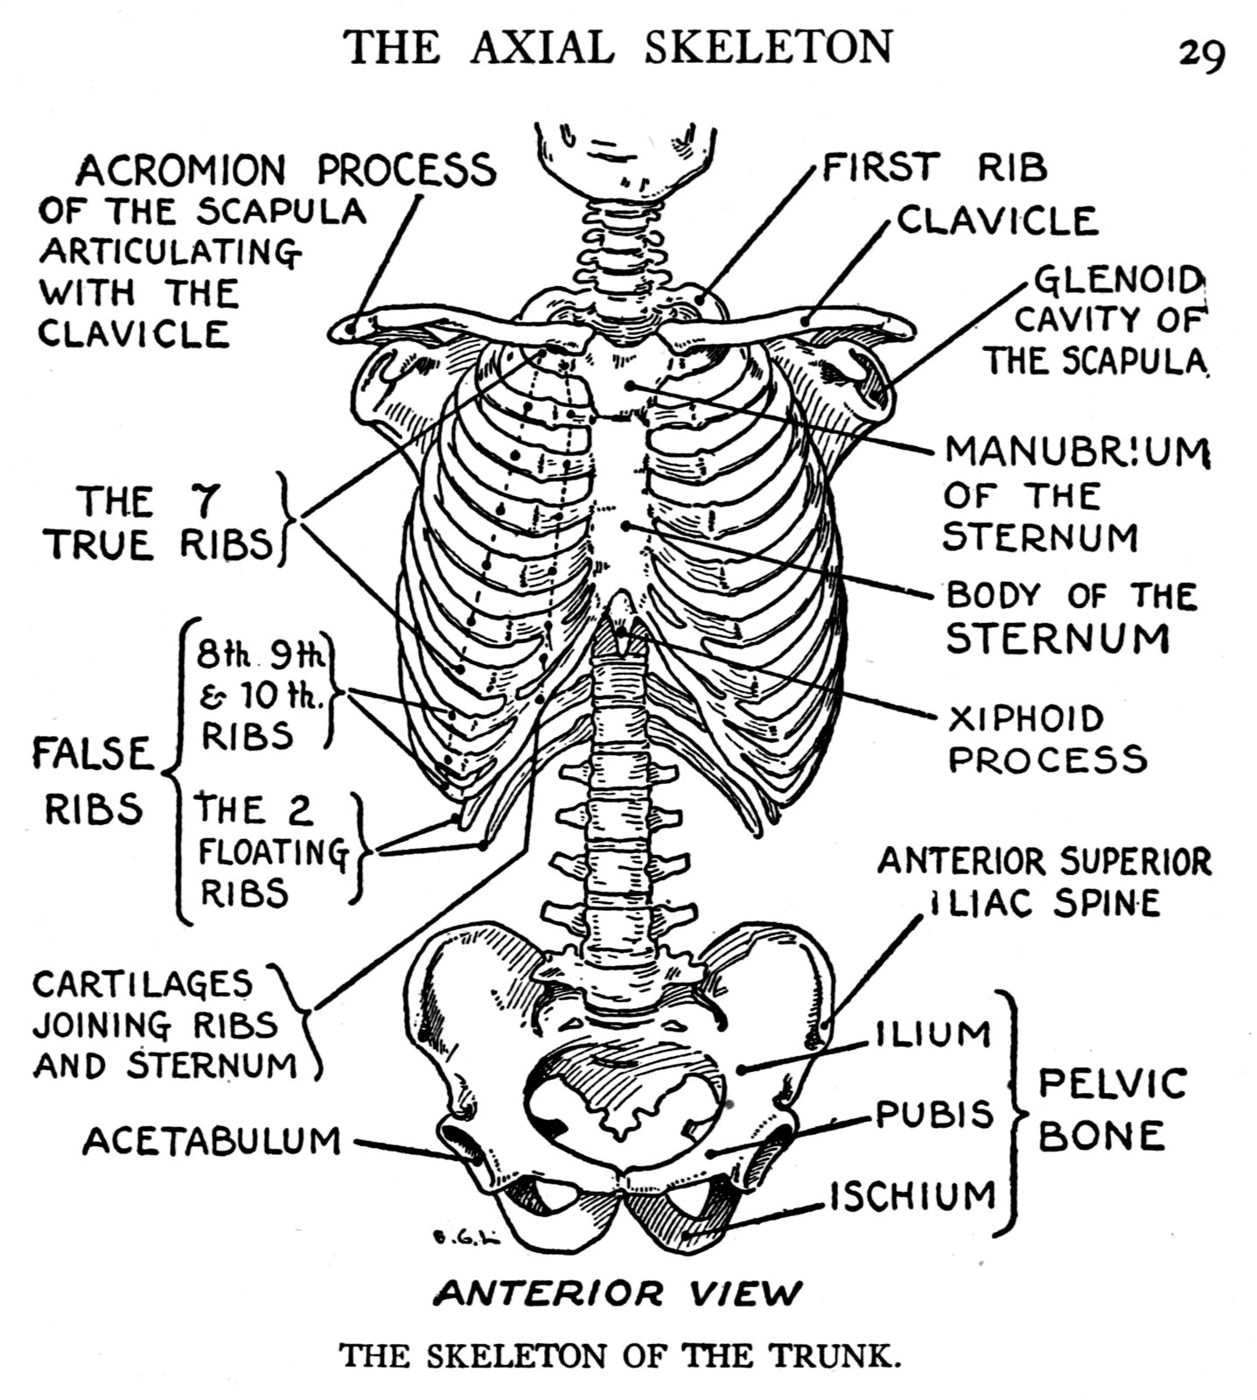 THE AXIAL SKELETON
29
ACROMION PROCESS
OF THE SCAPULA
ARTICULATING
WITH THE
CLAVICLE
FIRST RIB
CLAVICLE
GLENOID
CAVITY OF
THE SCAPULA
MANUBRIUM
OF THE
STERNUM
THE 7
TRUE RIBS
BODY OF THE
STERNUM
8th 9th
& 10th.
RIBS
FALSE
RIBS
THE 2
FLOATING
RIBS
XIPHOID
PROCESS
ANTERIOR SUPERIOR
ILIAC SPINE
CARTILAGES
JOINING RIBS
AND STERNUM
ACETABULUM
ILIUM
PUBIS
ISCHIUM
PELVIC
BONE
ANTERIOR VIEW
THE SKELETON OF THE TRUNK.